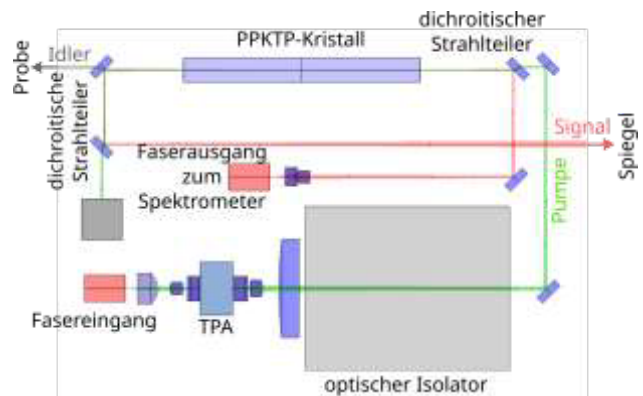 dichroitischer
Strahlteiler
PPKTP-Kristall
Idler
Probe
dichroitische
Strahlteiler
Signal
Spiegel
Faserausgang
zum
Spektrometer
Pumpe
Fasereingang
TPA
optischer Isolator